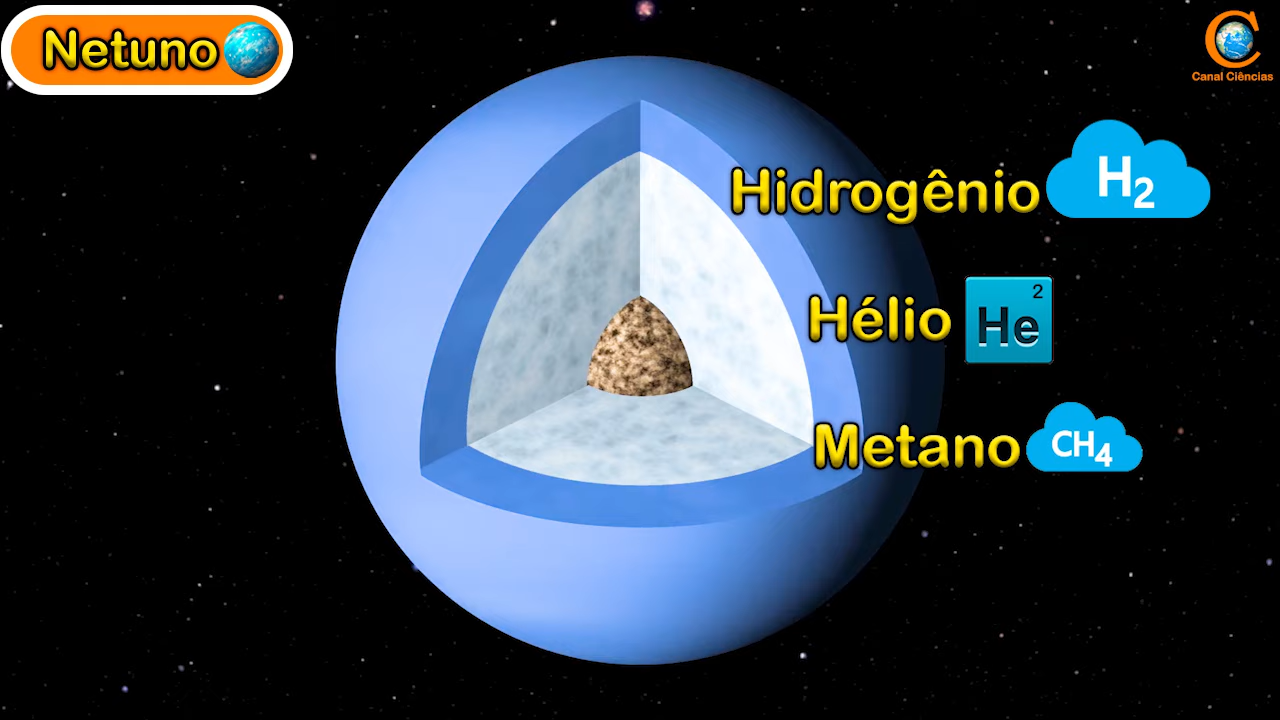 Netuno
Canal Ciências
Hidrogênio H₂
Hélio 2 He
Metano CH₄